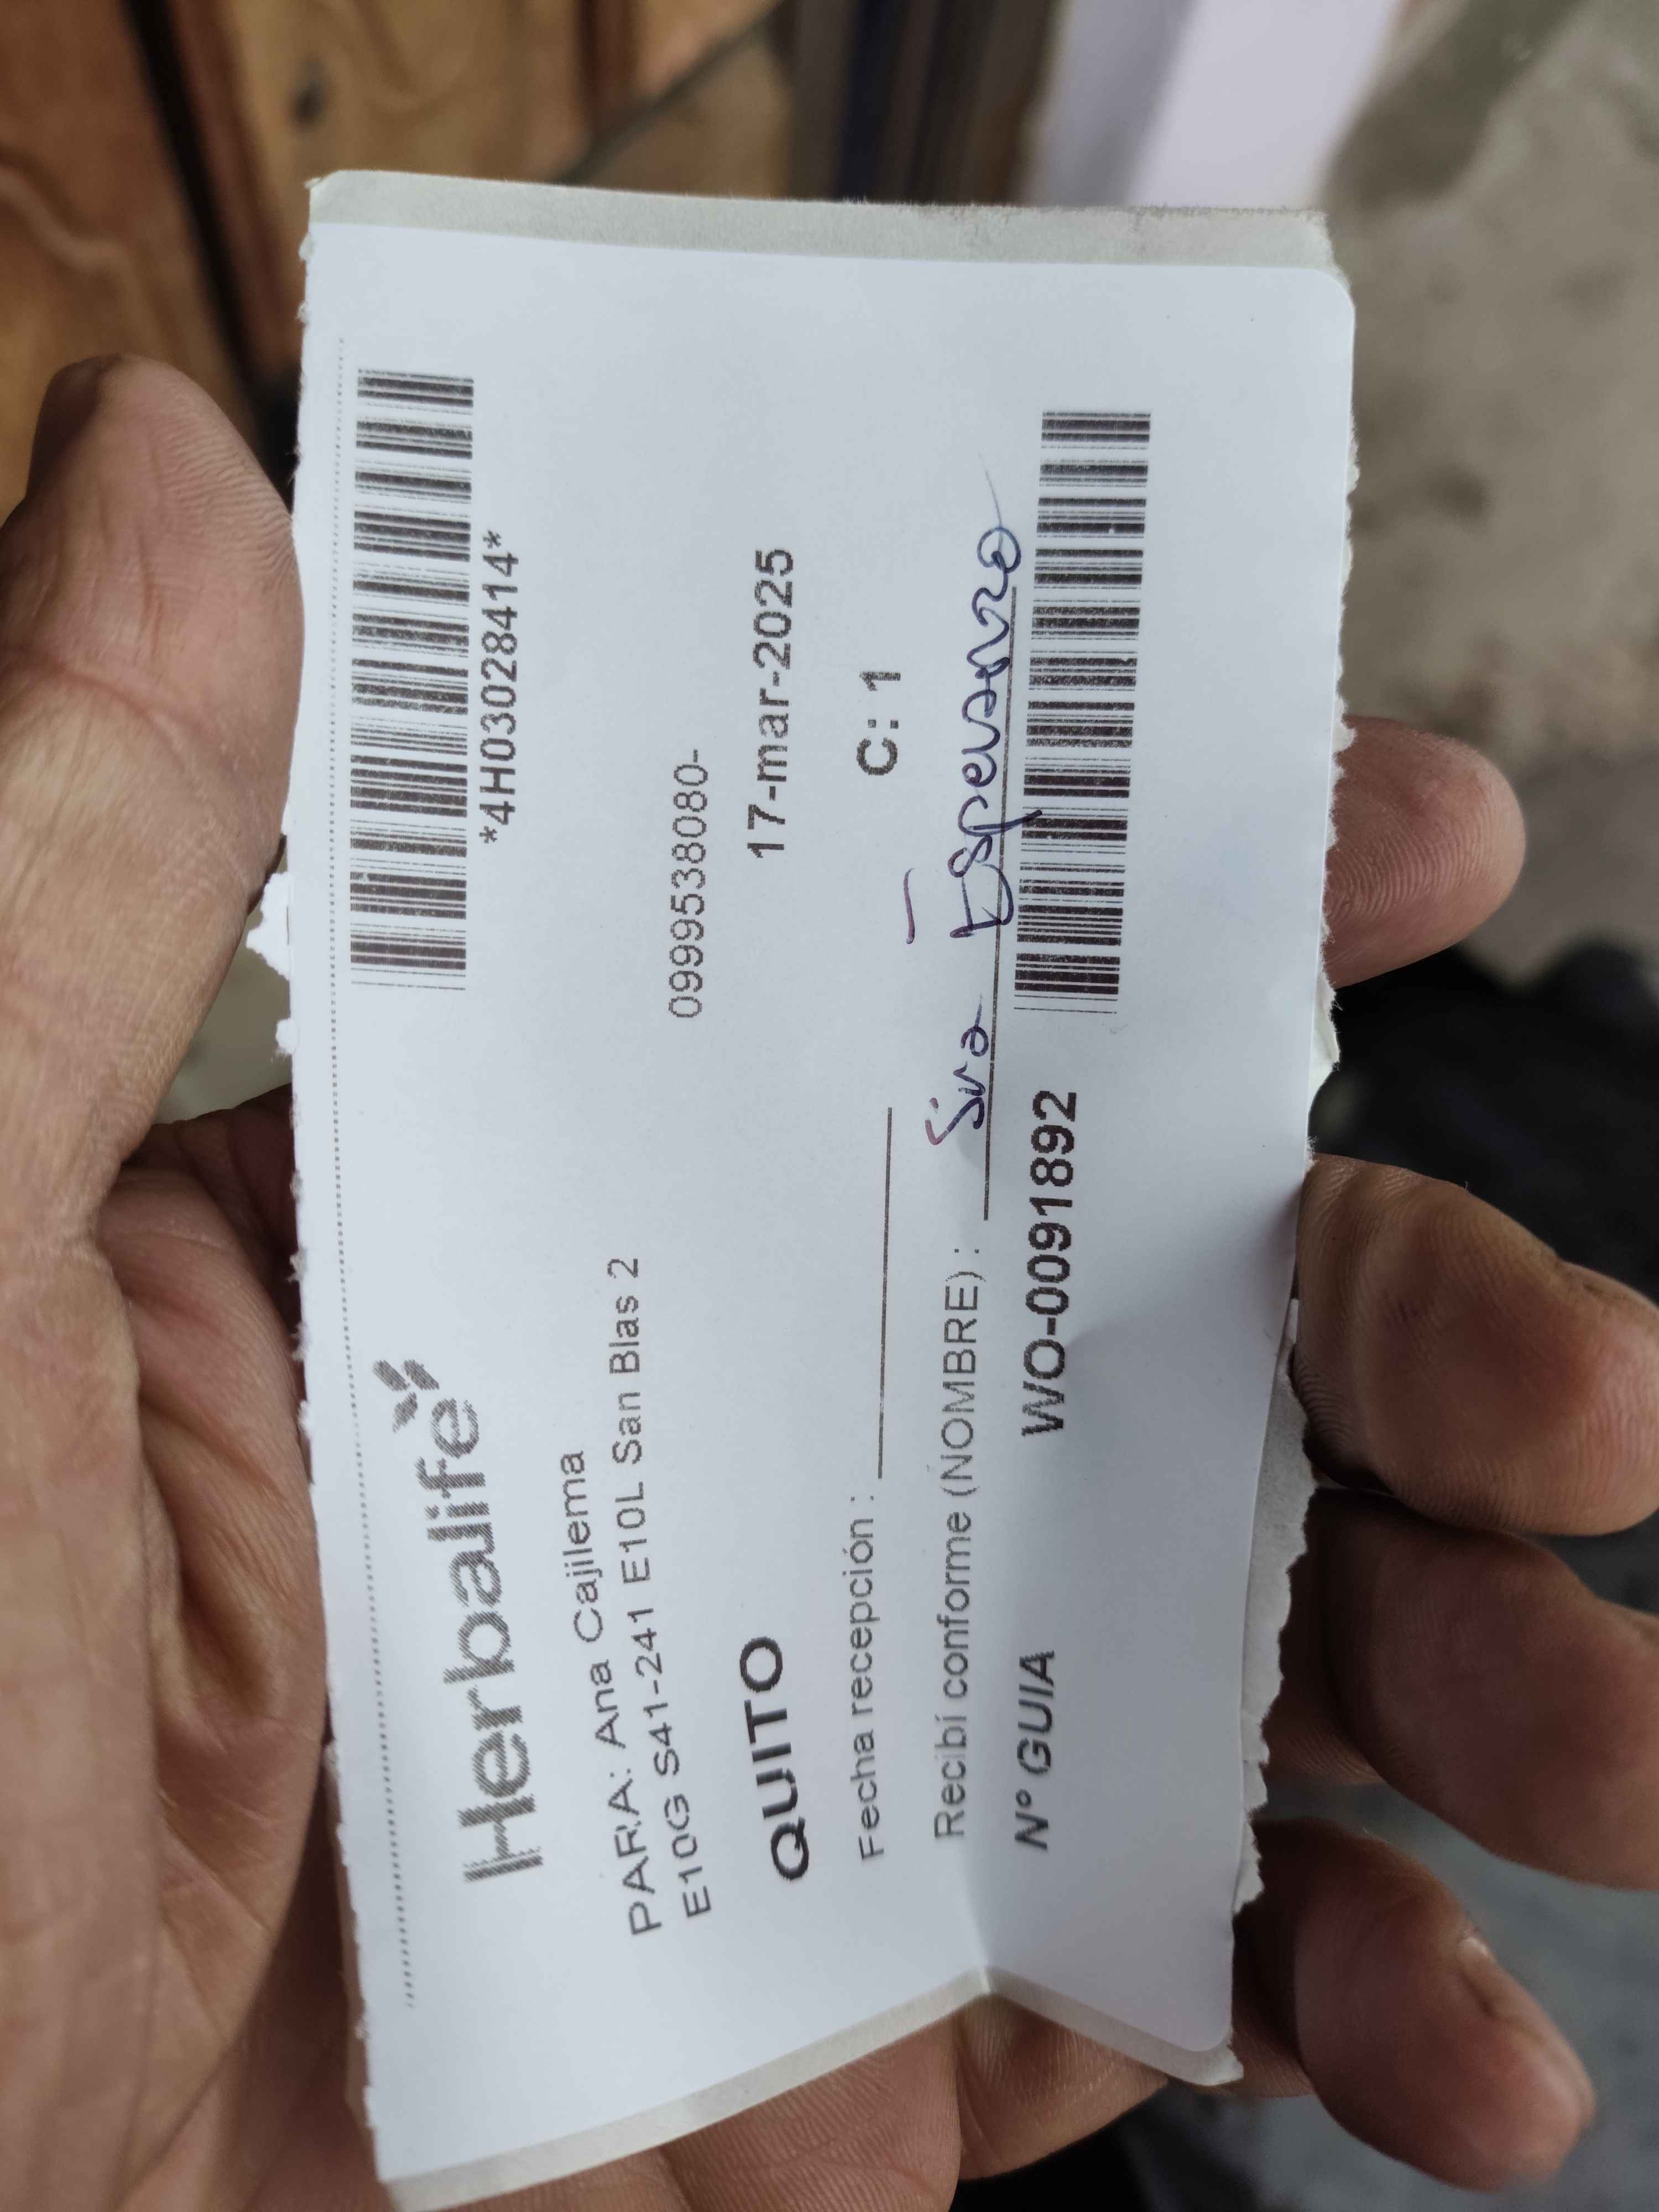 Herbalife
*4H03028414*
PARA: Ana Cajilema
E10G S41-241 E10L San Blas 2
0999538080-
QUITO 17-mar-2025
Fecha recepción : C: 1
Recibí conforme (NOMBRE) : Sra Esperanza
N° GUIA WO-0091892